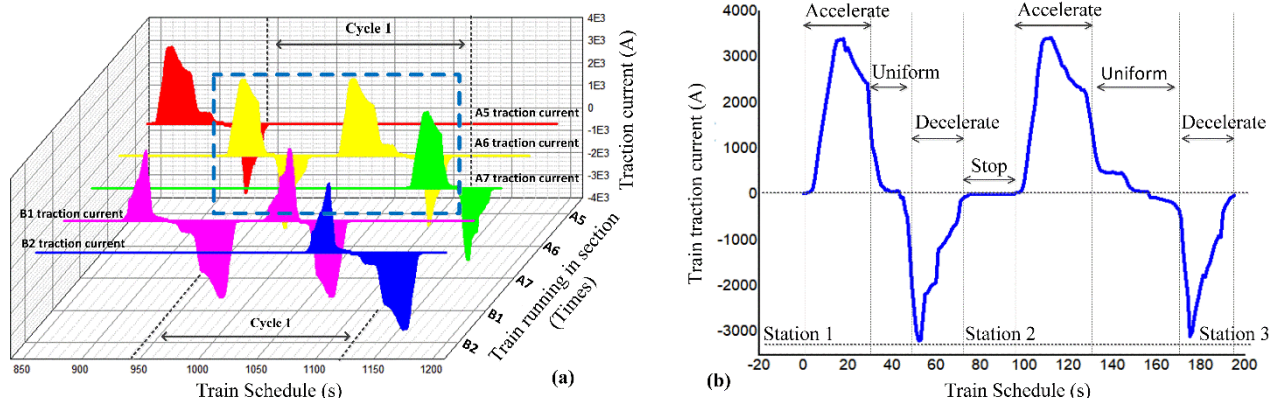 4E3
3E3
2E3
1E3
0
-1E3
-2E3
-3E3
-4E3
Traction current (A)
Cycle 1
A5 traction current
A6 traction current
A7 traction current
B1 traction current
B2 traction current
Cycle 1
A5
A6
A7
B1
B2
Train running in section
(Times)
850 900 950 1000 1050 1100 1150 1200
Train Schedule (s)
(a)
4000
3000
2000
1000
0
-1000
-2000
-3000
Train traction current (A)
Accelerate
Accelerate
Uniform
Uniform
Decelerate
Decelerate
Stop
Station 1
Station 2
Station 3
-20 0 20 40 60 80 100 120 140 160 180 200
Train Schedule (s)
(b)